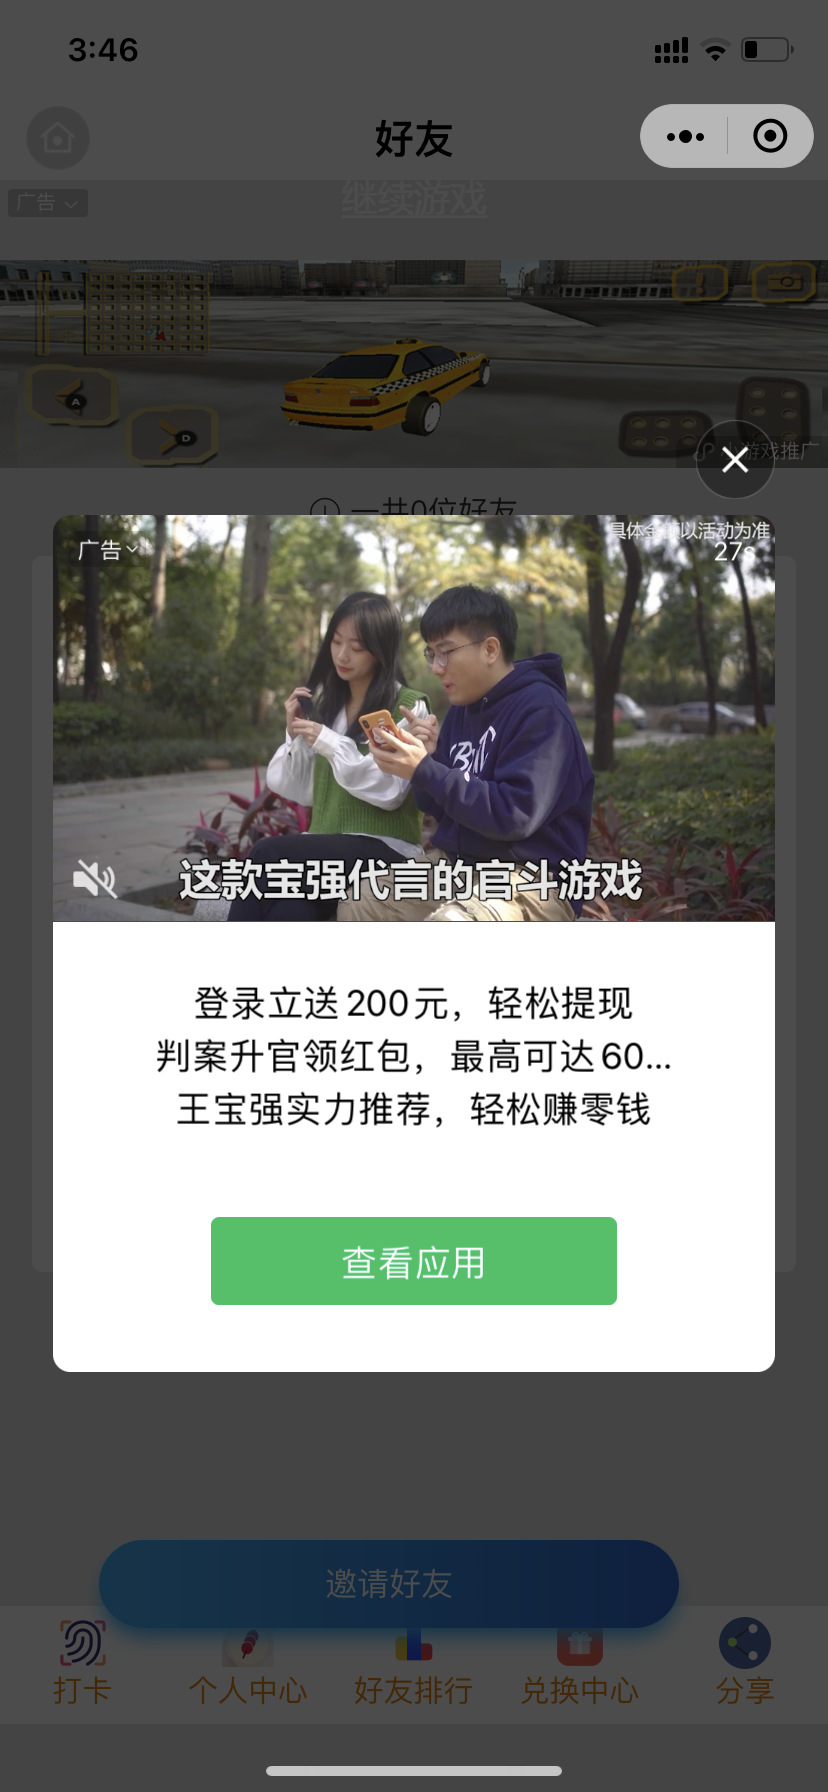 3:46
好友
广告
继续游戏
A
D
小游戏推广
一共0位好友
具体金额以活动为准
广告
27s
这款宝强代言的官斗游戏
登录立送200元，轻松提现
判案升官领红包，最高可达60...
王宝强实力推荐，轻松赚零钱
查看应用
邀请好友
打卡
个人中心
好友排行
兑换中心
分享